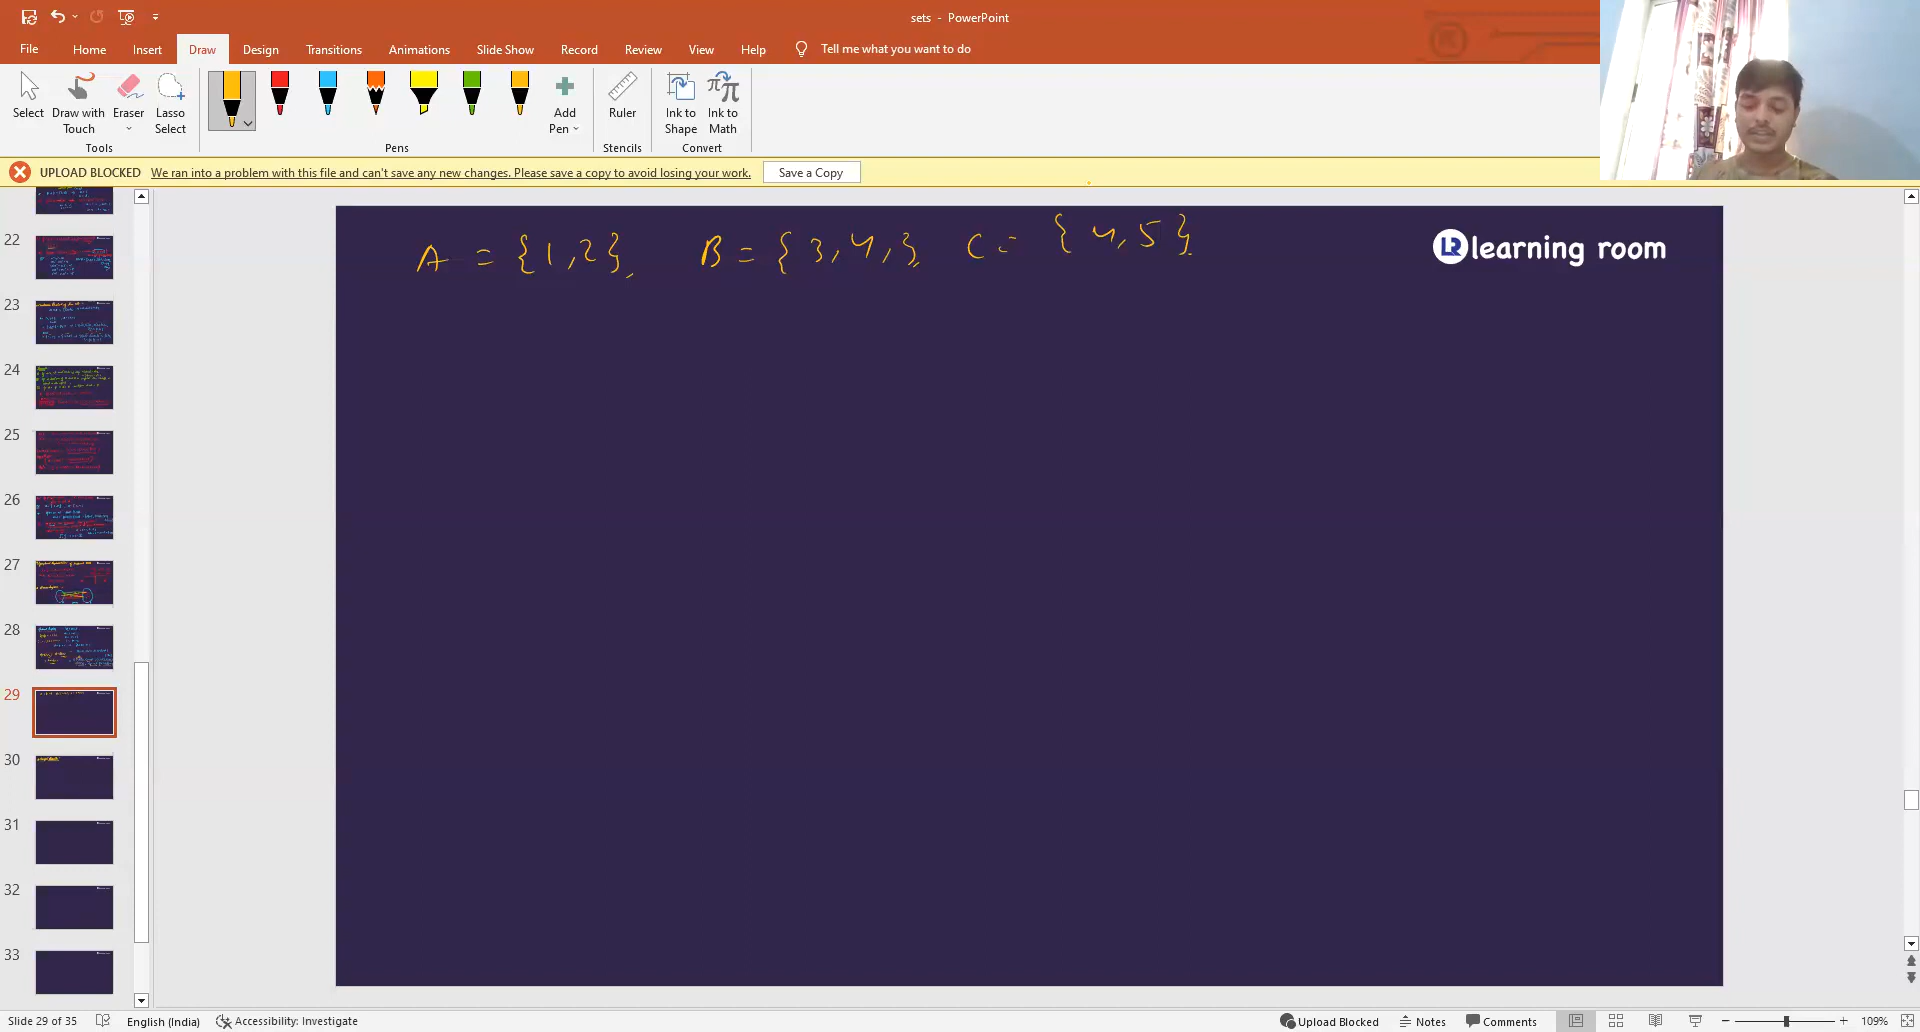 sets - PowerPoint
File Home Insert Draw Design Transitions Animations Slide Show Record Review View Help Tell me what you want to do
Select Draw with Touch Eraser Lasso Select Add Pen Ruler Ink to Shape Ink to Math
Tools Pens Stencils Convert
UPLOAD BLOCKED We ran into a problem with this file and can't save any new changes. Please save a copy to avoid losing your work. Save a Copy
A = {1,2}, B = {3,4,}, C = {4,5}.
LR learning room
22
23
24
25
26
27
28
29
30
31
32
33
Slide 29 of 35 English (India) Accessibility: Investigate Upload Blocked Notes Comments 109%